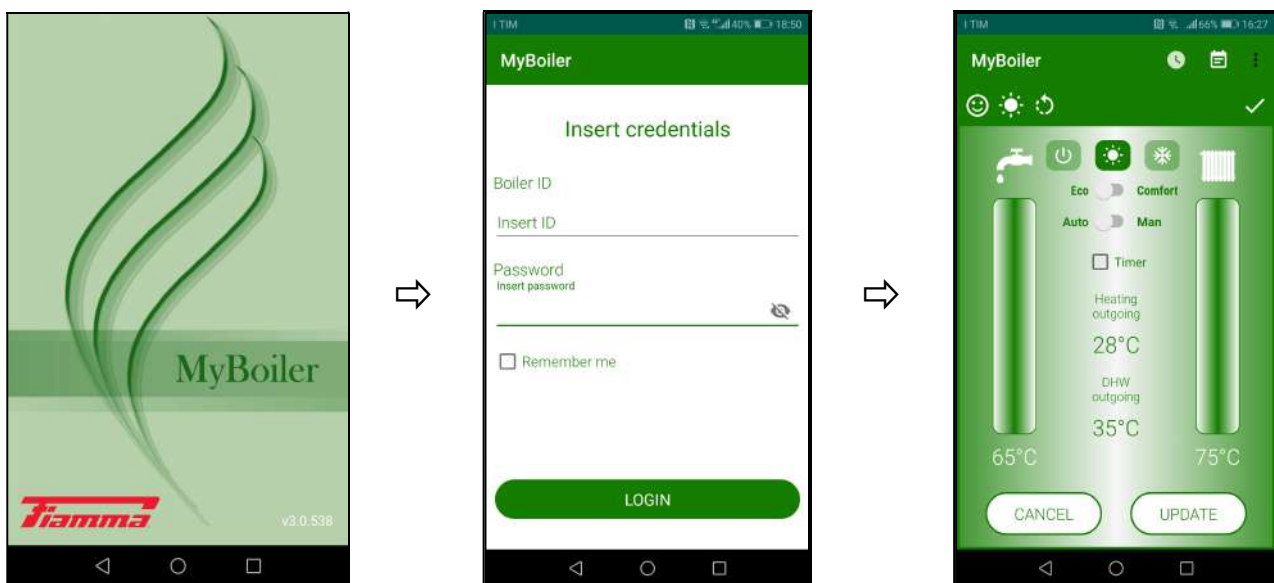 MyBoiler
Fiamma
v3.0.538
I TIM 40% 18:50
MyBoiler
Insert credentials
Boiler ID
Insert ID
Password
Insert password
Remember me
LOGIN
I TIM 66% 16:27
MyBoiler
Eco Comfort
Auto Man
Timer
Heating
outgoing
28°C
DHW
outgoing
35°C
65°C 75°C
CANCEL UPDATE